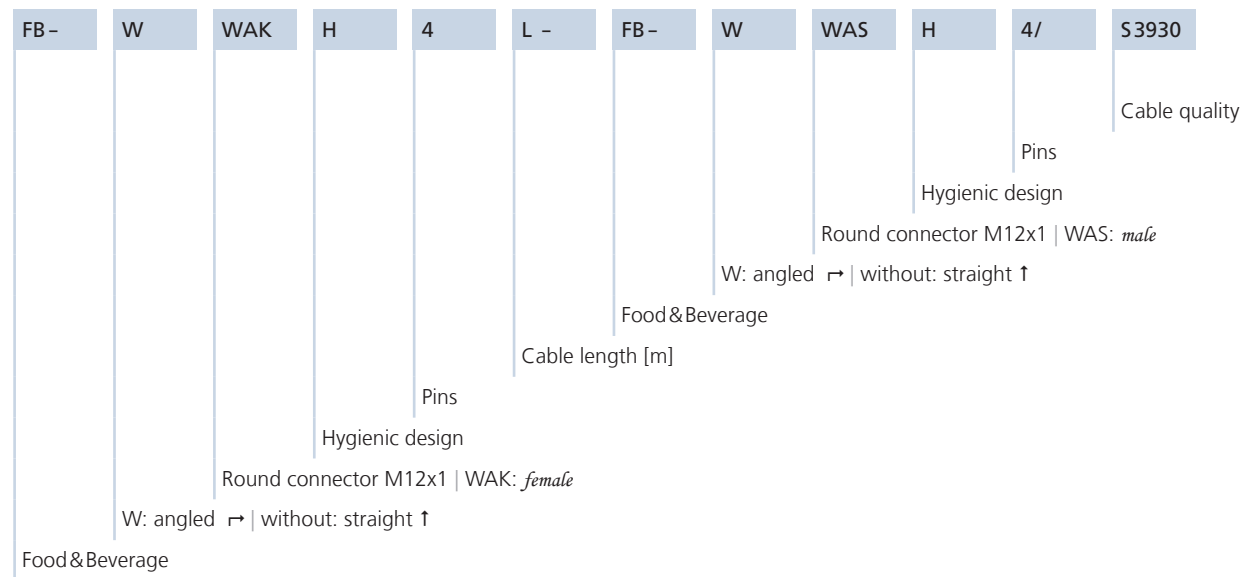 FB– W WAK H 4 L – FB– W WAS H 4/ S3930
Cable quality
Pins
Hygienic design
Round connector M12x1 | WAS: male
W: angled ↱ | without: straight ↑
Food&Beverage
Cable length [m]
Pins
Hygienic design
Round connector M12x1 | WAK: female
W: angled ↱ | without: straight ↑
Food&Beverage